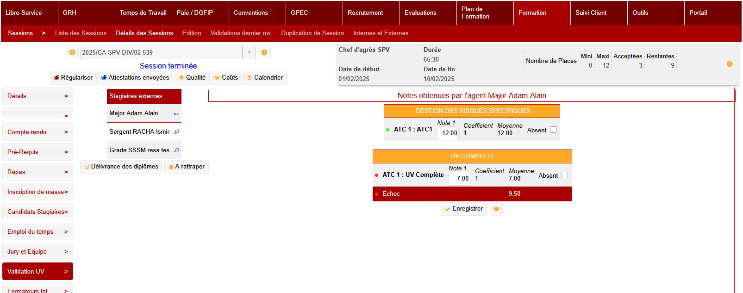 Libre-Service GRH Temps de Travail Paie / DGFIP Conventions GPEC Recrutement Evaluations Plan de Formation Formation Suivi Client Outils Portail
Sessions > Liste des Sessions Détails des Sessions Edition Validations dernier niv Duplication de Session Internes et Externes
2025/CA SPV DIV/02 539
Session terminée
Régulariser Attestations envoyées Qualité Coûts Calendrier
Chef d'agrès SPV
Durée
66:30
Date de début
01/02/2025
Date de fin
10/02/2025
Nombre de Places
Mini Maxi Acceptées Restantes
0 12 3 9
Détails >
>
Compte rendu >
Pré-Requis >
Repas >
Inscription de masse>
Candidats Stagiaires>
Emploi du temps >
Jury et Equipe >
Validation UV >
Formateurs Int.
Stagiaires externes
Major Adam Alain
Sergent RACHA Ismir
Grade SSSM rasa tes
Délivrance des diplômes A rattraper
Notes obtenues par l'agent Major Adam Alain
GESTION DES RISQUES SPECIFIQUES
ATC 1 : ATC1 Note 1 12.00 Coefficient 1 Moyenne 12.00 Absent
UV COMPLETE
ATC 1 : UV Complète Note 1 7.00 Coefficient 1 Moyenne 7.00 Absent
Échec 9.50
Enregistrer